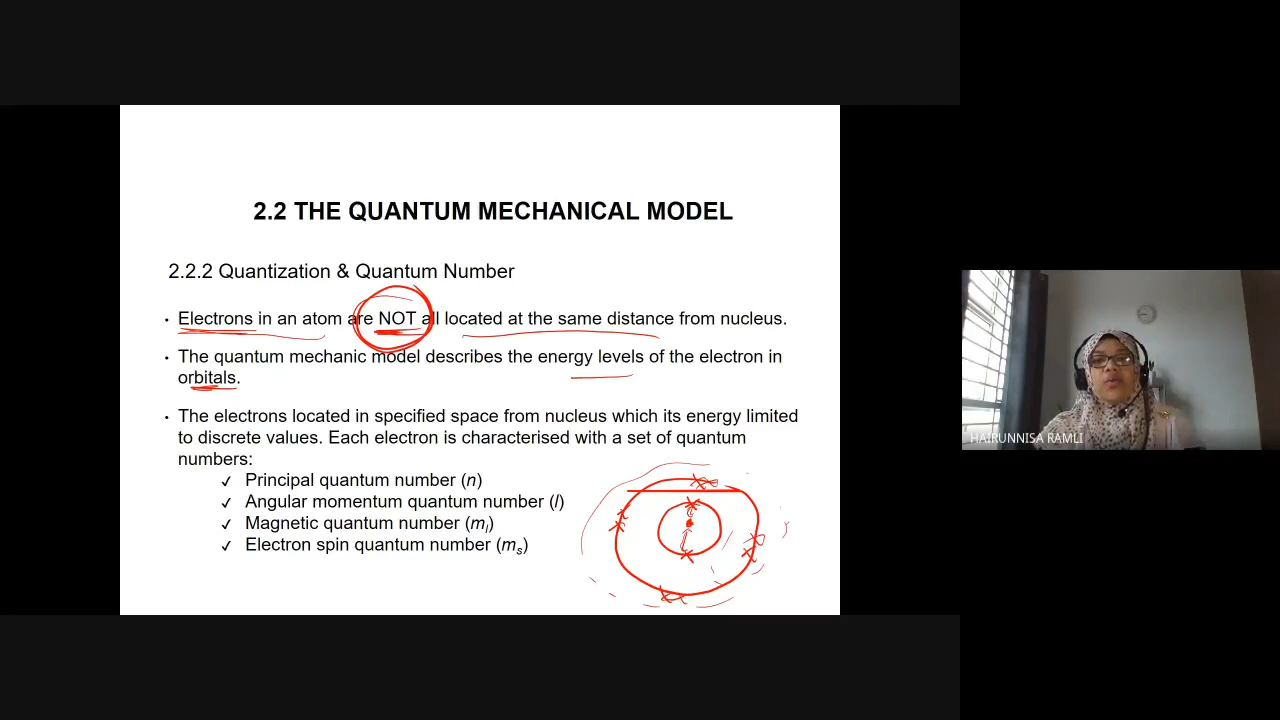 2.2 THE QUANTUM MECHANICAL MODEL
2.2.2 Quantization & Quantum Number
• Electrons in an atom are NOT all located at the same distance from nucleus.
• The quantum mechanic model describes the energy levels of the electron in
orbitals.
• The electrons located in specified space from nucleus which its energy limited
to discrete values. Each electron is characterised with a set of quantum
numbers:
✓ Principal quantum number (n)
✓ Angular momentum quantum number (l)
✓ Magnetic quantum number (ml)
✓ Electron spin quantum number (ms)
HAIRUNNISA RAMLI